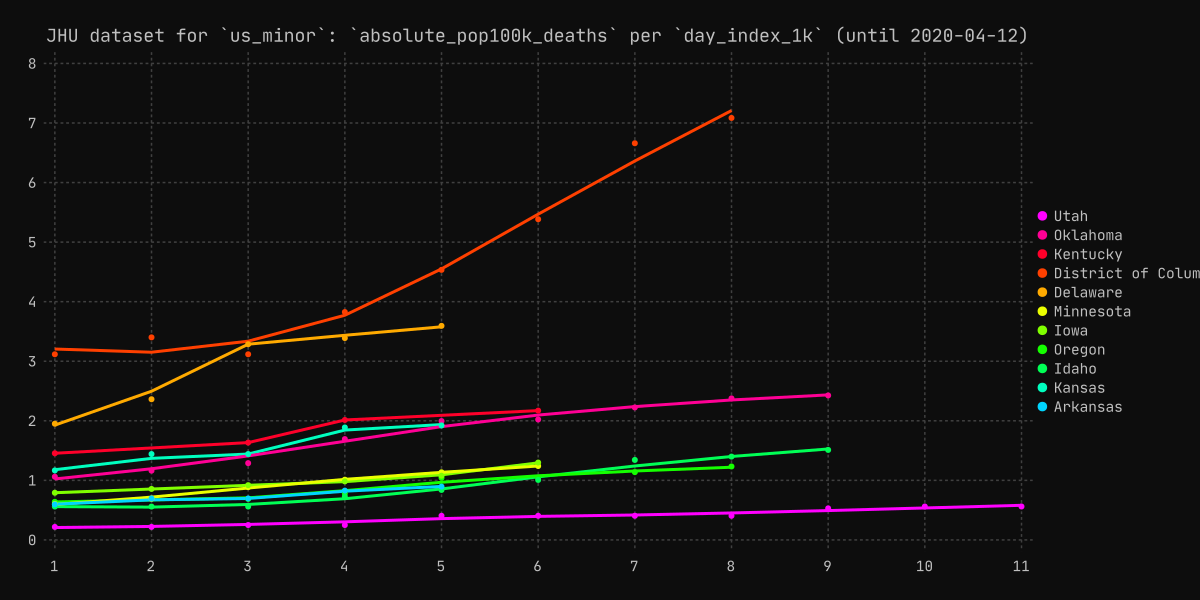 JHU dataset for `us_minor`: `absolute_pop100k_deaths` per `day_index_1k` (until 2020-04-12)
8
7
6
5
4
3
2
1
0
1 2 3 4 5 6 7 8 9 10 11
Utah
Oklahoma
Kentucky
District of Colum
Delaware
Minnesota
Iowa
Oregon
Idaho
Kansas
Arkansas